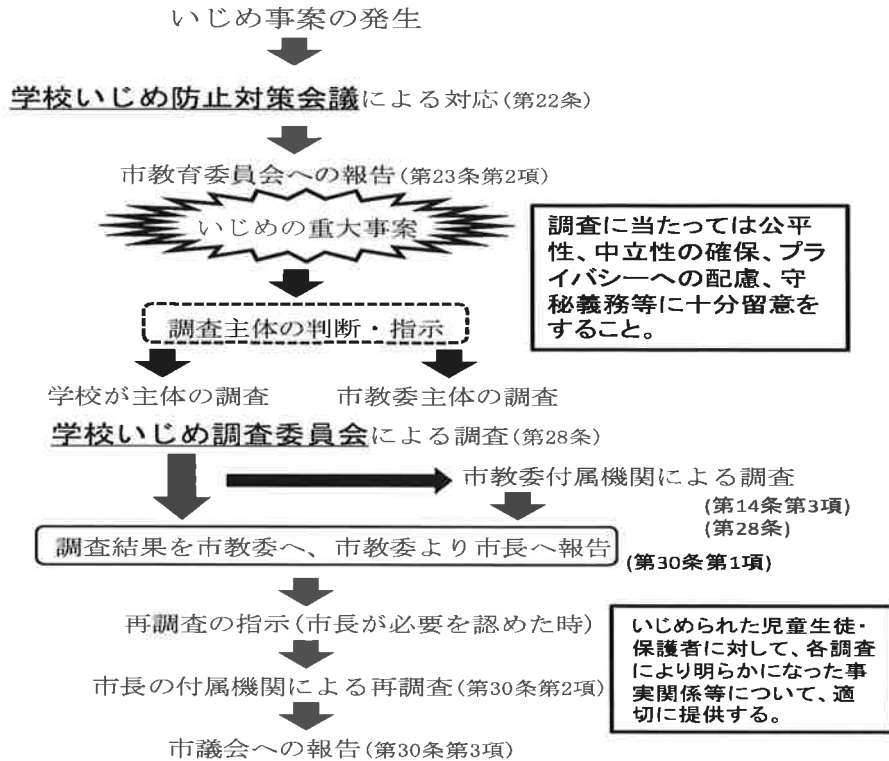 いじめ事案の発生
学校いじめ防止対策会議による対応(第22条)
市教育委員会への報告(第23条第2項)
いじめの重大事案
調査に当たっては公平
性、中立性の確保、プラ
イバシーへの配慮、守
秘義務等に十分留意を
すること。
調査主体の判断・指示
学校が主体の調査
市教委主体の調査
学校いじめ調査委員会による調査(第28条)
市教委付属機関による調査
(第14条第3項)
(第28条)
調査結果を市教委へ、市教委より市長へ報告
(第30条第1項)
再調査の指示(市長が必要を認めた時)
市長の付属機関による再調査(第30条第2項)
市議会への報告(第30条第3項)
いじめられた児童生徒・
保護者に対して、各調査
により明らかになった事
実関係等について、適
切に提供する。